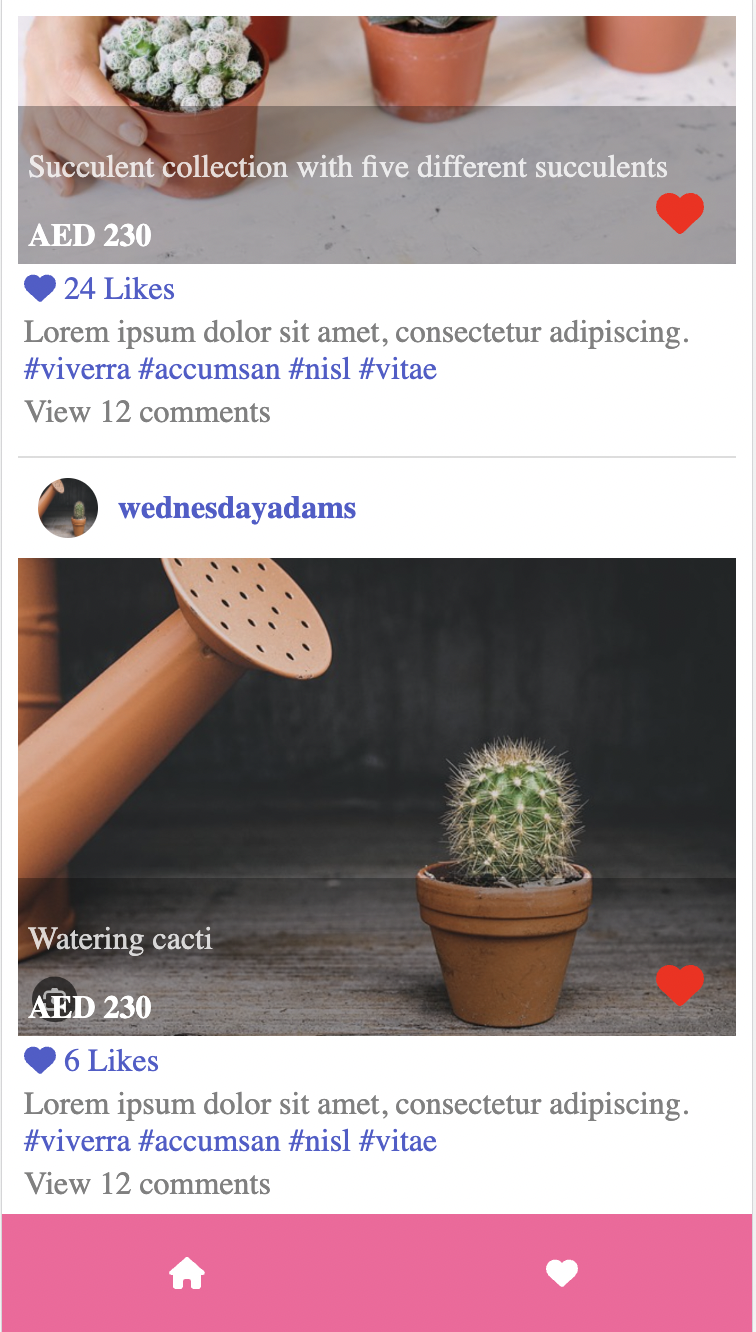 Succulent collection with five different succulents
AED 230
24 Likes
Lorem ipsum dolor sit amet, consectetur adipiscing.
#viverra #accumsan #nisl #vitae
View 12 comments
wednesdayadams
Watering cacti
AED 230
6 Likes
Lorem ipsum dolor sit amet, consectetur adipiscing.
#viverra #accumsan #nisl #vitae
View 12 comments